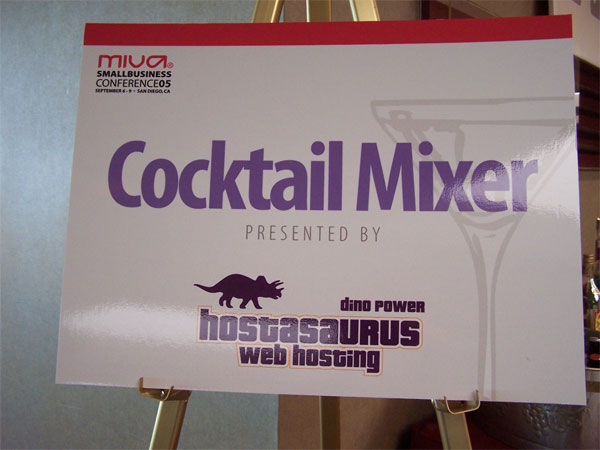 miva®
SMALLBUSINESS
CONFERENCE05
SEPTEMBER 6 - 9 • SAN DIEGO, CA
Cocktail Mixer
PRESENTED BY
dino power
hostasaurus
web hosting